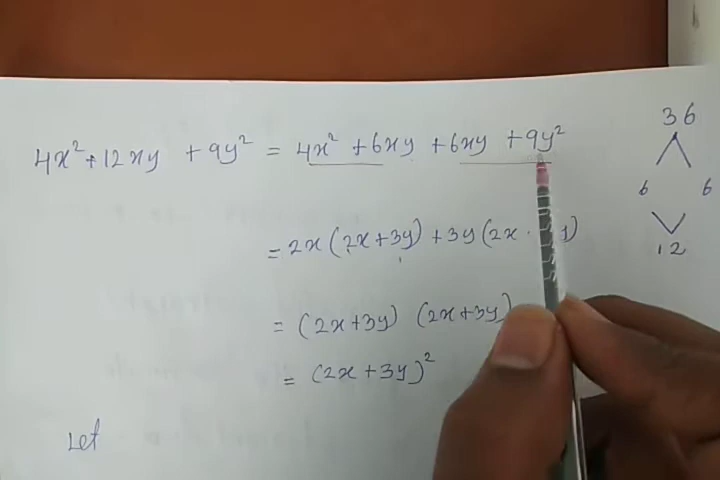 4x² + 12xy + 9y² = 4x² + 6xy + 6xy + 9y²
= 2x (2x + 3y) + 3y (2x y)
= (2x + 3y) (2x + 3y)
= (2x + 3y)²
Let
36
6 6
12